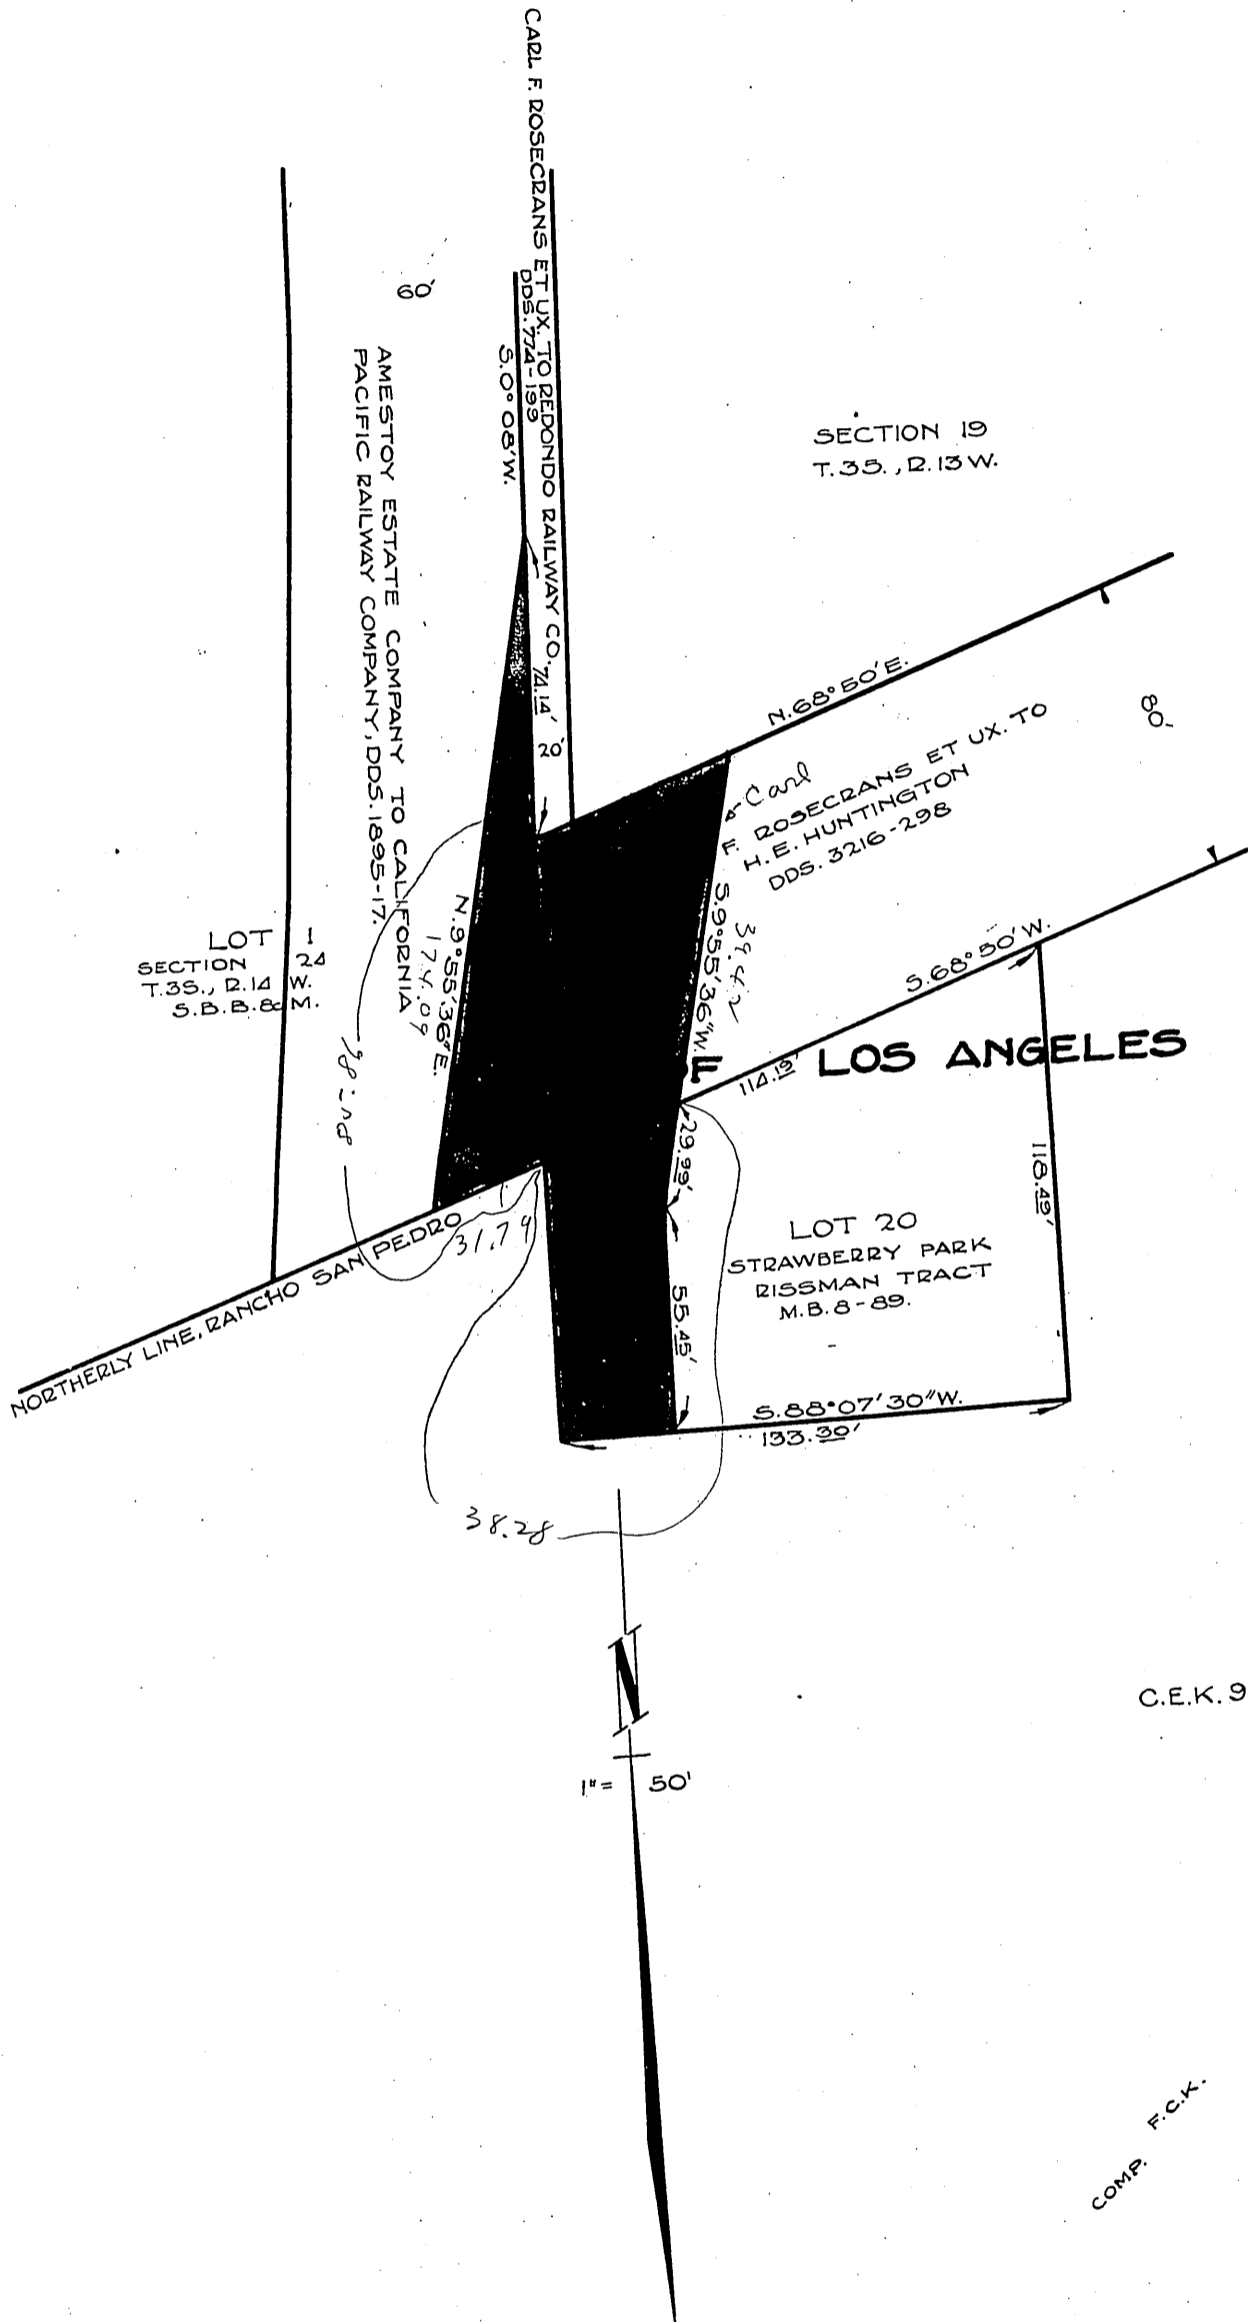 CARL F. ROSECRANS ET UX. TO REDONDO RAILWAY CO.
DDS. 774-199
S.0°08'W.
60'
AMESTOY ESTATE COMPANY TO CALIFORNIA
PACIFIC RAILWAY COMPANY, DDS. 1895-17.
SECTION 19
T.3S., R.13W.
74.14'
20'
N.68°50'E.
80'
Carl
F. ROSECRANS ET UX. TO
H.E. HUNTINGTON
DDS. 3216-298
S.9°55'36"W.
N.9°55'36"E.
174.09
LOT 1
SECTION 24
T.3S., R.14 W.
S.B.B.&M.
S.68°50'W.
114.19'
F LOS ANGELES
29.99'
118.49'
31.79
NORTHERLY LINE, RANCHO SAN PEDRO
LOT 20
STRAWBERRY PARK
RISSMAN TRACT
M.B.8-89.
55.45'
S.88°07'30"W.
133.30'
38.28
N
1"= 50'
C.E.K. 9
COMP. F.C.K.